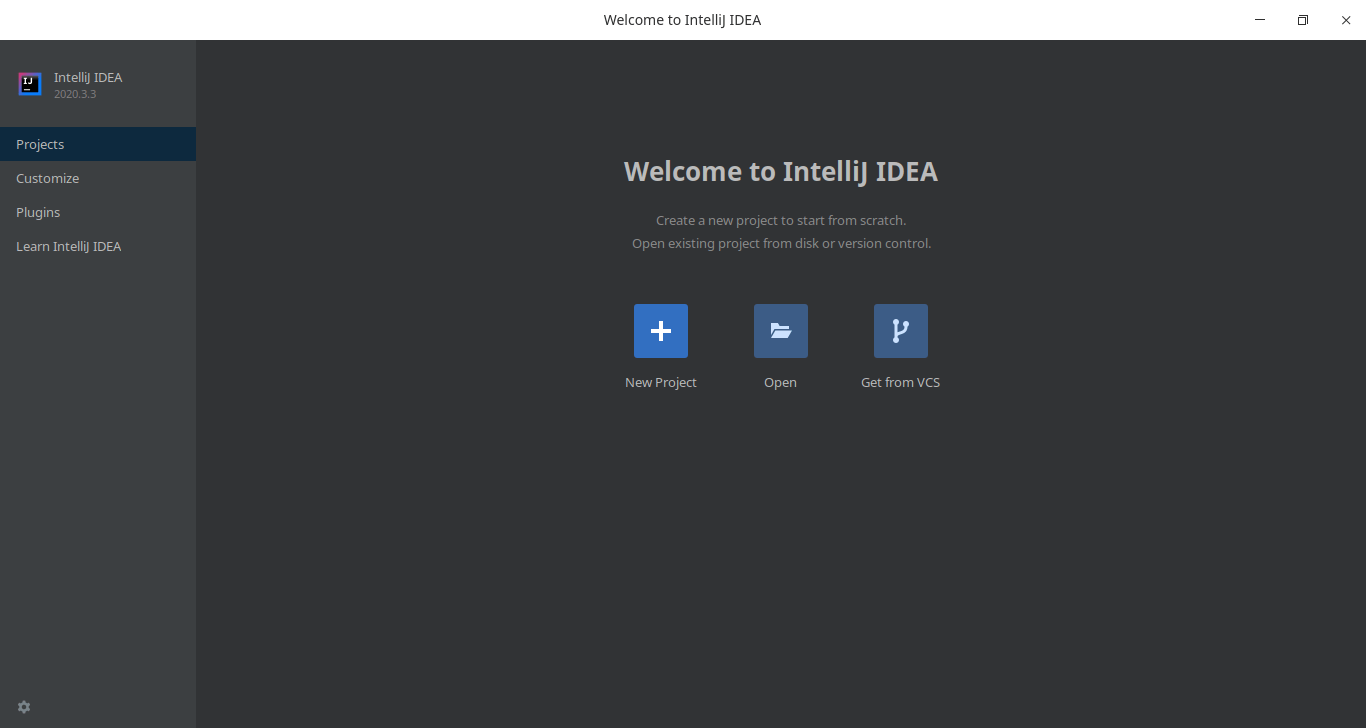 Welcome to IntelliJ IDEA
IJ
IntelliJ IDEA
2020.3.3
Projects
Customize
Plugins
Learn IntelliJ IDEA
Welcome to IntelliJ IDEA
Create a new project to start from scratch.
Open existing project from disk or version control.
New Project
Open
Get from VCS